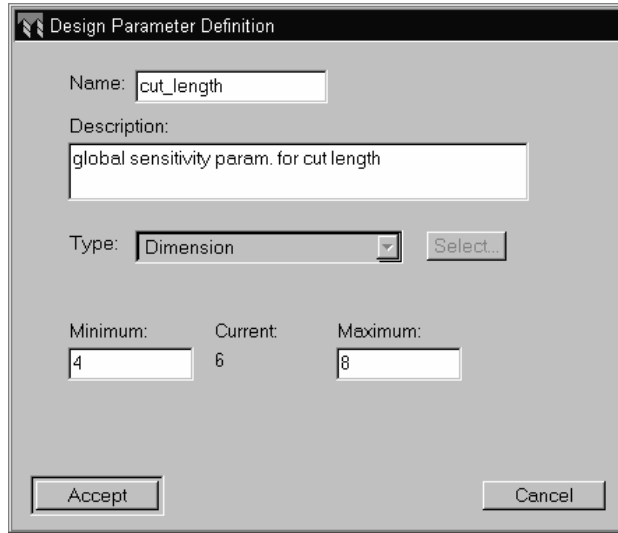 Design Parameter Definition
Name: cut_length
Description:
global sensitivity param. for cut length
Type: Dimension Select...
Minimum: Current: Maximum:
4 6 8
Accept Cancel